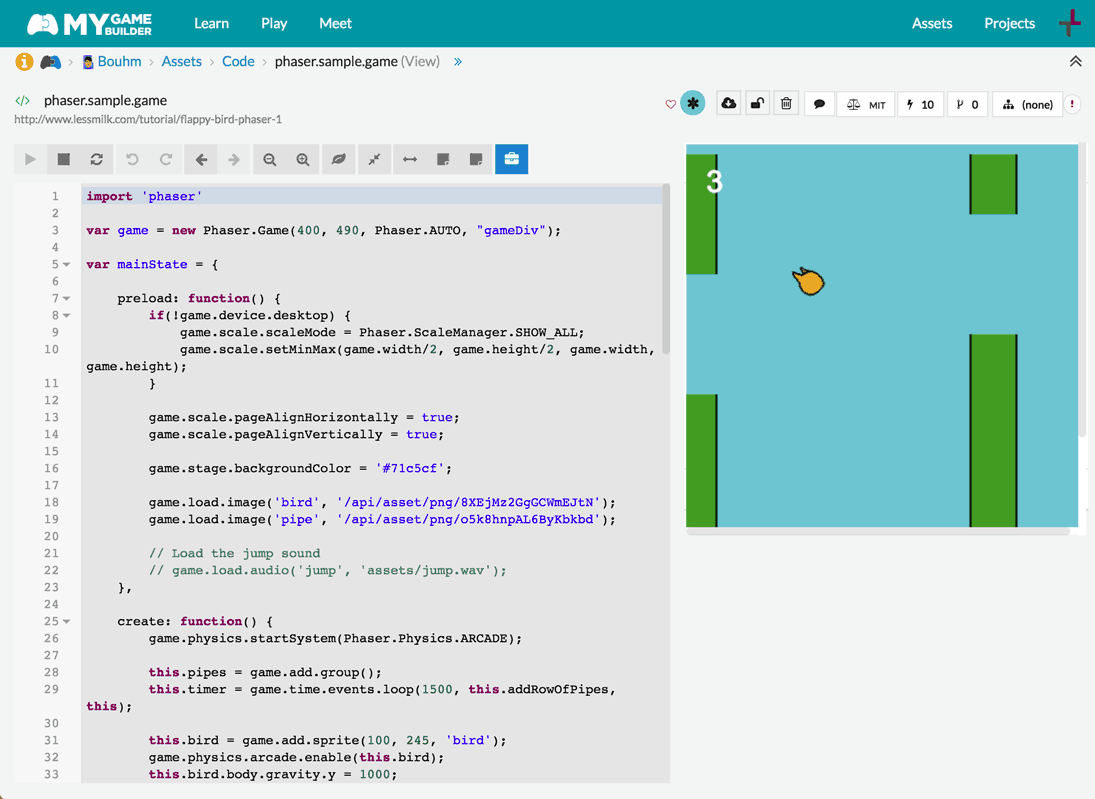 MY GAME BUILDER Learn Play Meet Assets Projects
Bouhm > Assets > Code > phaser.sample.game (View) »
</> phaser.sample.game MIT 10 0 (none) !
http://www.lessmilk.com/tutorial/flappy-bird-phaser-1
1 import 'phaser'
2
3 var game = new Phaser.Game(400, 490, Phaser.AUTO, "gameDiv");
4
5 var mainState = {
6
7 preload: function() {
8 if(!game.device.desktop) {
9 game.scale.scaleMode = Phaser.ScaleManager.SHOW_ALL;
10 game.scale.setMinMax(game.width/2, game.height/2, game.width,
game.height);
11 }
12
13 game.scale.pageAlignHorizontally = true;
14 game.scale.pageAlignVertically = true;
15
16 game.stage.backgroundColor = '#71c5cf';
17
18 game.load.image('bird', '/api/asset/png/8XEjMz2GgGCWmEJtN');
19 game.load.image('pipe', '/api/asset/png/o5k8hnpAL6ByKbkbd');
20
21 // Load the jump sound
22 // game.load.audio('jump', 'assets/jump.wav');
23 },
24
25 create: function() {
26 game.physics.startSystem(Phaser.Physics.ARCADE);
27
28 this.pipes = game.add.group();
29 this.timer = game.time.events.loop(1500, this.addRowOfPipes,
this);
30
31 this.bird = game.add.sprite(100, 245, 'bird');
32 game.physics.arcade.enable(this.bird);
33 this.bird.body.gravity.y = 1000;
3